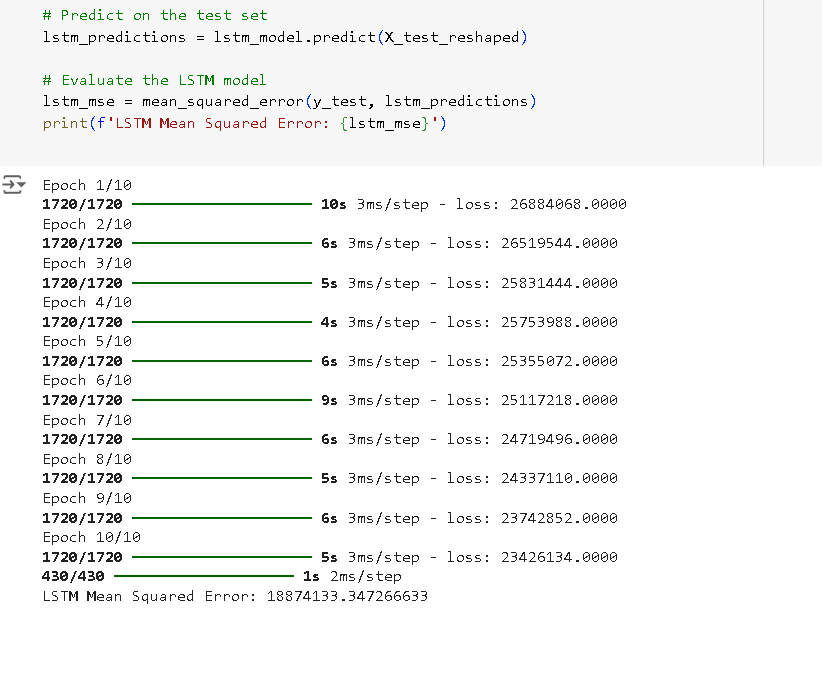 # Predict on the test set
lstm_predictions = lstm_model.predict(X_test_reshaped)
# Evaluate the LSTM model
lstm_mse = mean_squared_error(y_test, lstm_predictions)
print(f'LSTM Mean Squared Error: {lstm_mse}')
Epoch 1/10
1720/1720 10s 3ms/step - loss: 26884068.0000
Epoch 2/10
1720/1720 6s 3ms/step - loss: 26519544.0000
Epoch 3/10
1720/1720 5s 3ms/step - loss: 25831444.0000
Epoch 4/10
1720/1720 4s 3ms/step - loss: 25753988.0000
Epoch 5/10
1720/1720 6s 3ms/step - loss: 25355072.0000
Epoch 6/10
1720/1720 9s 3ms/step - loss: 25117218.0000
Epoch 7/10
1720/1720 6s 3ms/step - loss: 24719496.0000
Epoch 8/10
1720/1720 5s 3ms/step - loss: 24337110.0000
Epoch 9/10
1720/1720 6s 3ms/step - loss: 23742852.0000
Epoch 10/10
1720/1720 5s 3ms/step - loss: 23426134.0000
430/430 1s 2ms/step
LSTM Mean Squared Error: 18874133.347266633